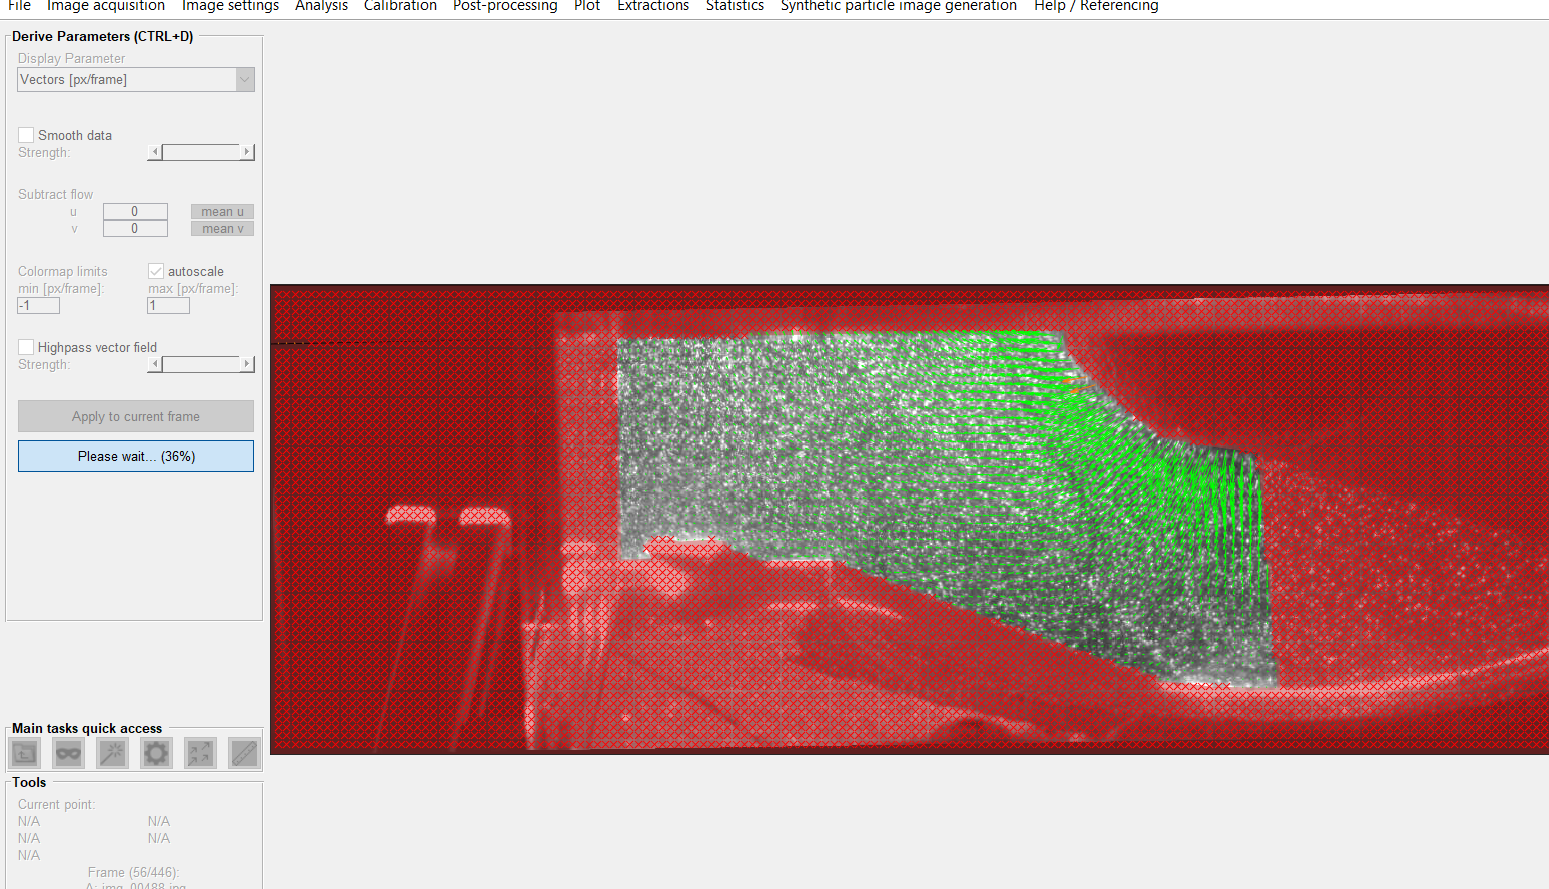 File Image acquisition Image settings Analysis Calibration Post-processing Plot Extractions Statistics Synthetic particle image generation Help / Referencing
Derive Parameters (CTRL+D)
Display Parameter
Vectors [px/frame]
Smooth data
Strength:
Subtract flow
u 0 mean u
v 0 mean v
Colormap limits autoscale
min [px/frame]: max [px/frame]:
-1 1
Highpass vector field
Strength:
Apply to current frame
Please wait... (36%)
Main tasks quick access
Tools
Current point:
N/A N/A
N/A N/A
N/A
Frame (56/446):
A: img_00488.jpg